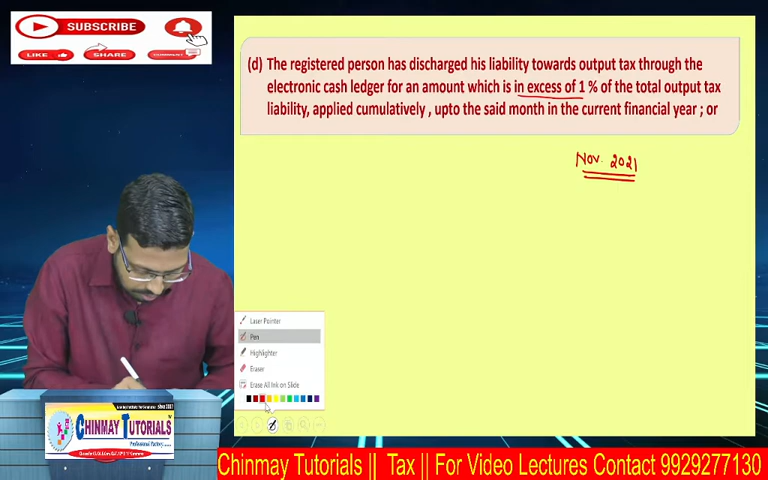 SUBSCRIBE
LIKE
SHARE
(d) The registered person has discharged his liability towards output tax through the
electronic cash ledger for an amount which is in excess of 1 % of the total output tax
liability, applied cumulatively , upto the said month in the current financial year ; or
Nov. 2021
Laser Pointer
Pen
Highlighter
Eraser
Erase All Ink on Slide
CHINMAY TUTORIALS
Chinmay Tutorials || Tax || For Video Lectures Contact 9929277130